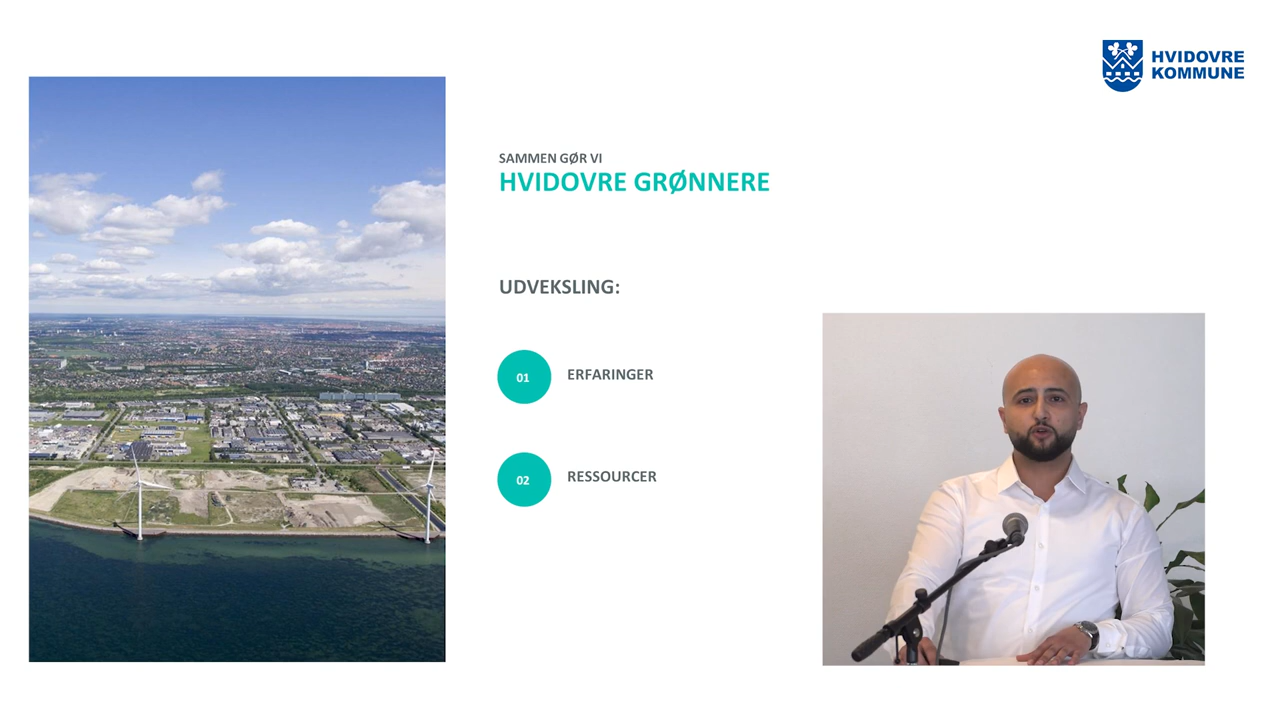 HVIDOVRE
KOMMUNE
SAMMEN GØR VI
HVIDOVRE GRØNNERE
UDVEKSLING:
01 ERFARINGER
02 RESSOURCER